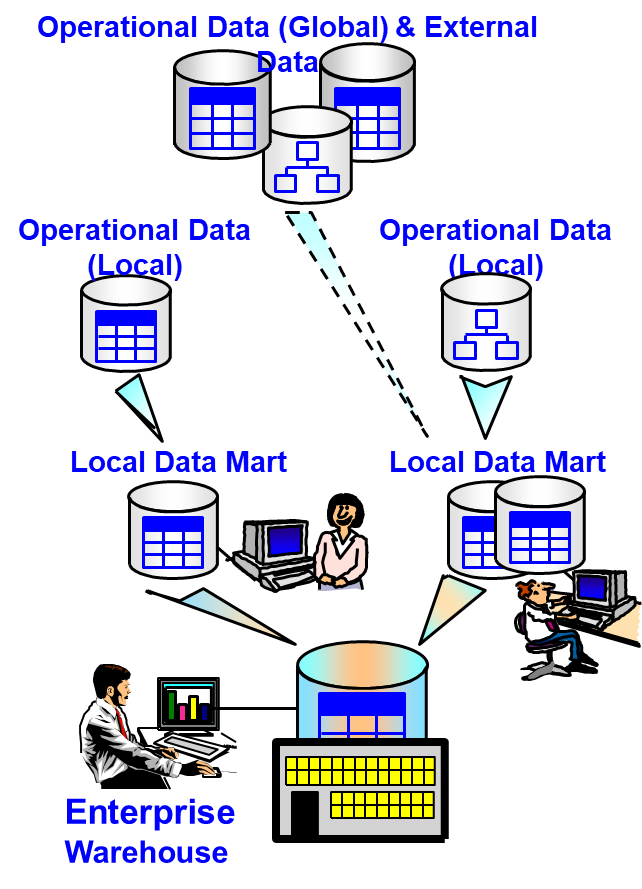 Operational Data (Global) & External
Data
Operational Data
(Local)
Operational Data
(Local)
Local Data Mart
Local Data Mart
Enterprise
Warehouse